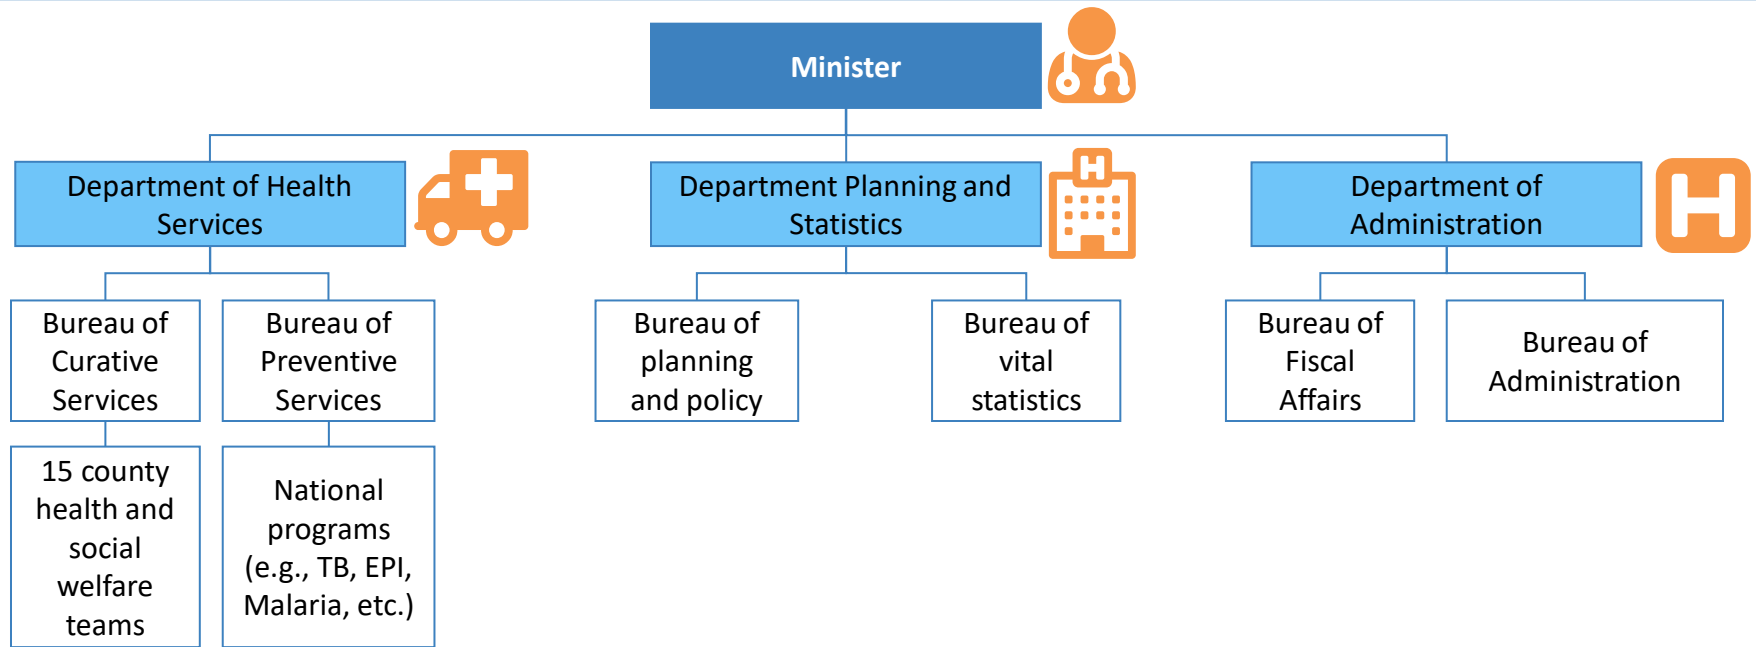 Minister
Department of Health
Services
Department Planning and
Statistics
H
Department of
Administration
H
Bureau of
Curative
Services
Bureau of
Preventive
Services
Bureau of
planning
and policy
Bureau of
vital
statistics
Bureau of
Fiscal
Affairs
Bureau of
Administration
15 county
health and
social
welfare
teams
National
programs
(e.g., TB, EPI,
Malaria, etc.)